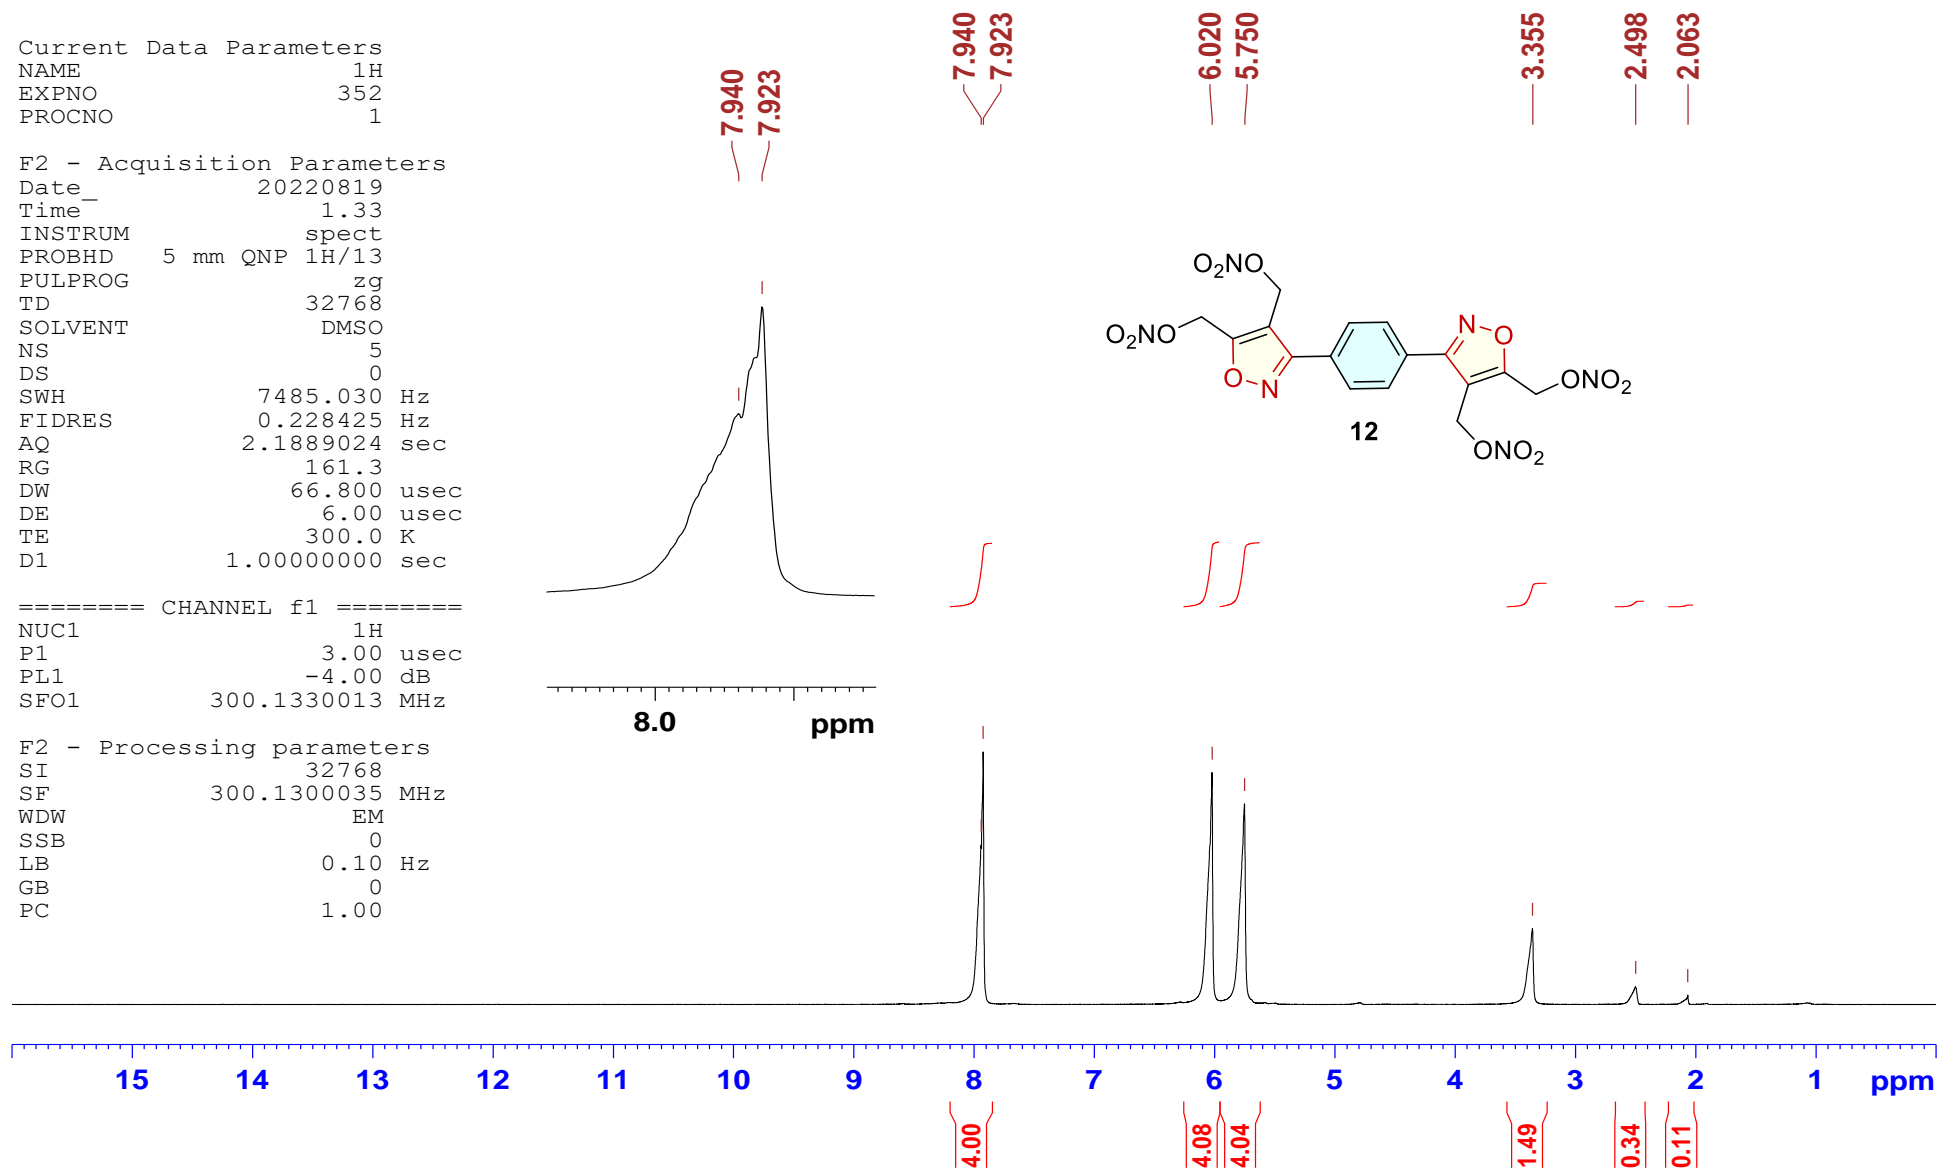 Current Data Parameters
NAME 1H
EXPNO 352
PROCNO 1
F2 - Acquisition Parameters
Date_ 20220819
Time 1.33
INSTRUM spect
PROBHD 5 mm QNP 1H/13
PULPROG zg
TD 32768
SOLVENT DMSO
NS 5
DS 0
SWH 7485.030 Hz
FIDRES 0.228425 Hz
AQ 2.1889024 sec
RG 161.3
DW 66.800 usec
DE 6.00 usec
TE 300.0 K
D1 1.00000000 sec
======== CHANNEL f1 ========
NUC1 1H
P1 3.00 usec
PL1 -4.00 dB
SFO1 300.1330013 MHz
F2 - Processing parameters
SI 32768
SF 300.1300035 MHz
WDW EM
SSB 0
LB 0.10 Hz
GB 0
PC 1.00
7.940
7.923
8.0 ppm
7.940
7.923
6.020
5.750
3.355
2.498
2.063
O₂NO
O₂NO
O N
N O
ONO₂
ONO₂
12
15 14 13 12 11 10 9 8 7 6 5 4 3 2 1 ppm
4.00
4.08
4.04
1.49
0.34
0.11